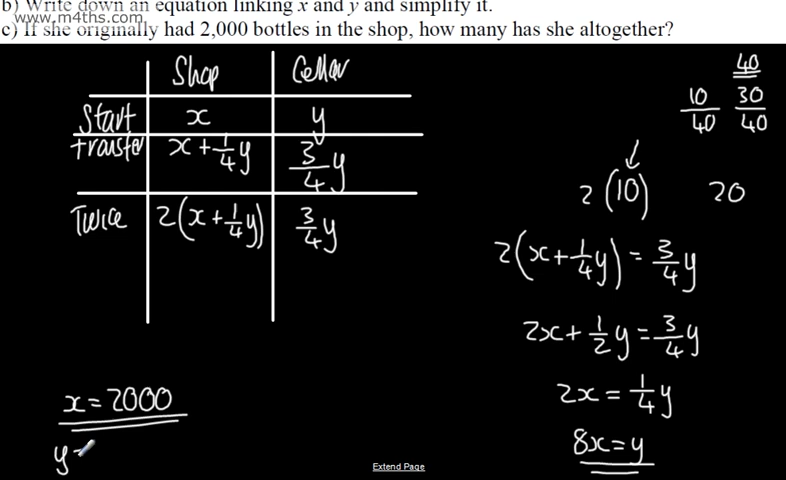 b) Write down an equation linking x and y and simplify it.
www.m4ths.com
c) If she originally had 2,000 bottles in the shop, how many has she altogether?
Shop Cellar
Start x y
transfer x + 1/4 y 3/4 y
Twice 2(x + 1/4 y) 3/4 y
40
10/40 30/40
↓
2(10) 20
2(x + 1/4 y) = 3/4 y
2x + 1/2 y = 3/4 y
2x = 1/4 y
8x = y
x = 2000
y =
Extend Page